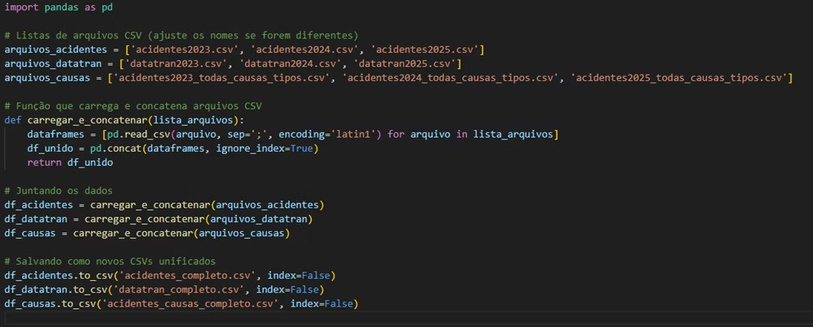 import pandas as pd
# Listas de arquivos CSV (ajuste os nomes se forem diferentes)
arquivos_acidentes = ['acidentes2023.csv', 'acidentes2024.csv', 'acidentes2025.csv']
arquivos_datatran = ['datatran2023.csv', 'datatran2024.csv', 'datatran2025.csv']
arquivos_causas = ['acidentes2023_todas_causas_tipos.csv', 'acidentes2024_todas_causas_tipos.csv', 'acidentes2025_todas_causas_tipos.csv']
# Função que carrega e concatena arquivos CSV
def carregar_e_concatenar(lista_arquivos):
    dataframes = [pd.read_csv(arquivo, sep=';', encoding='latin1') for arquivo in lista_arquivos]
    df_unido = pd.concat(dataframes, ignore_index=True)
    return df_unido
# Juntando os dados
df_acidentes = carregar_e_concatenar(arquivos_acidentes)
df_datatran = carregar_e_concatenar(arquivos_datatran)
df_causas = carregar_e_concatenar(arquivos_causas)
# Salvando como novos CSVs unificados
df_acidentes.to_csv('acidentes_completo.csv', index=False)
df_datatran.to_csv('datatran_completo.csv', index=False)
df_causas.to_csv('acidentes_causas_completo.csv', index=False)